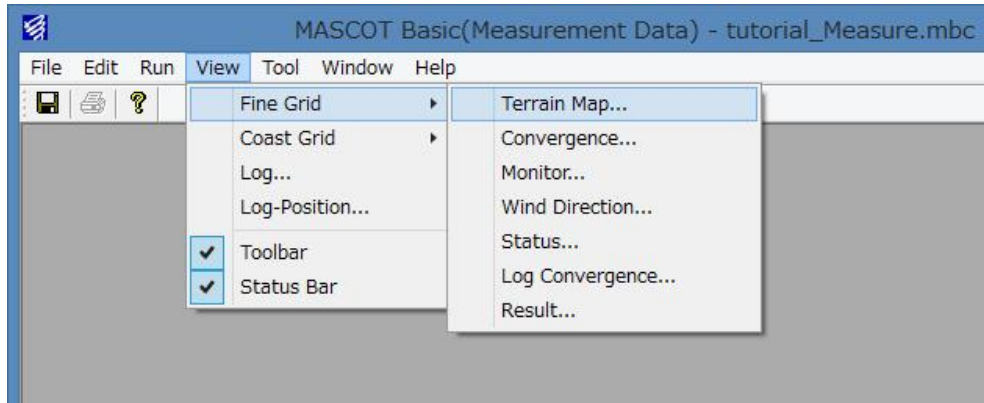 MASCOT Basic(Measurement Data) - tutorial_Measure.mbc
File Edit Run View Tool Window Help
Fine Grid
Coast Grid
Log...
Log-Position...
Toolbar
Status Bar
Terrain Map...
Convergence...
Monitor...
Wind Direction...
Status...
Log Convergence...
Result...